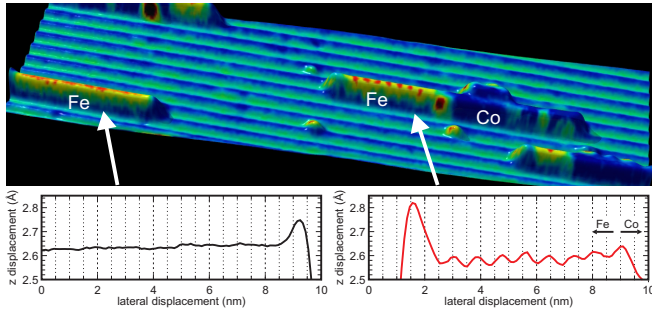 Fe
Fe
Co
z displacement (Å)
2.8
2.7
2.6
2.5
0 2 4 6 8 10
lateral displacement (nm)
z displacement (Å)
2.8
2.7
2.6
2.5
Fe Co
0 2 4 6 8 10
lateral displacement (nm)